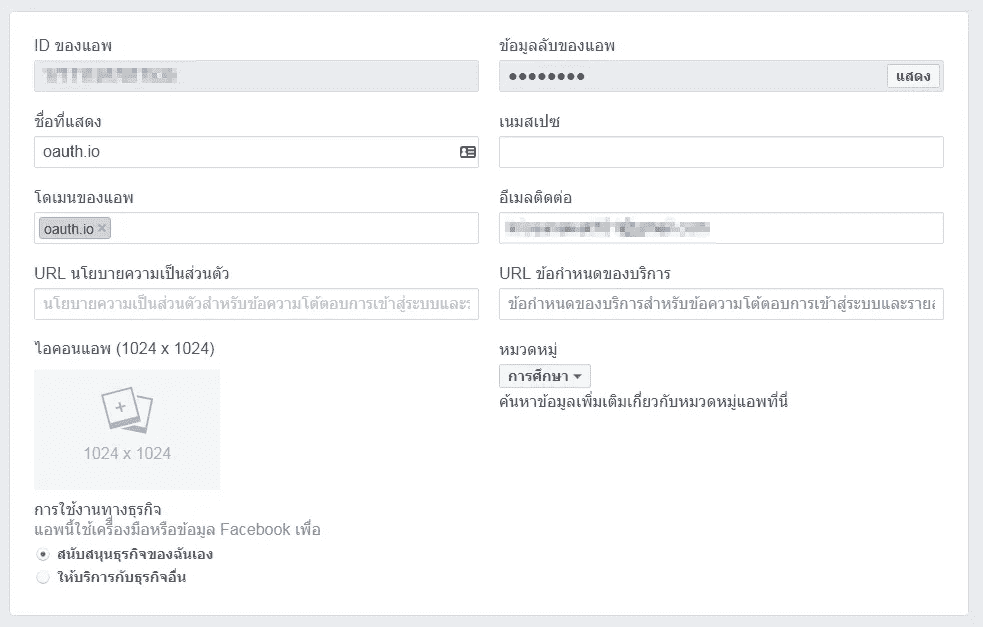 ID ของแอพ
ข้อมูลลับของแอพ
●●●●●●●●
แสดง
ชื่อที่แสดง
เนมสเปซ
oauth.io
โดเมนของแอพ
อีเมลติดต่อ
oauth.io ×
URL นโยบายความเป็นส่วนตัว
URL ข้อกำหนดของบริการ
นโยบายความเป็นส่วนตัวสำหรับข้อความโต้ตอบการเข้าสู่ระบบและร
ข้อกำหนดของบริการสำหรับข้อความโต้ตอบการเข้าสู่ระบบและรายล
ไอคอนแอพ (1024 x 1024)
หมวดหมู่
การศึกษา
ค้นหาข้อมูลเพิ่มเติมเกี่ยวกับหมวดหมู่แอพที่นี่
1024 x 1024
การใช้งานทางธุรกิจ
แอพนี้ใช้เครื่องมือหรือข้อมูล Facebook เพื่อ
สนับสนุนธุรกิจของฉันเอง
ให้บริการกับธุรกิจอื่น